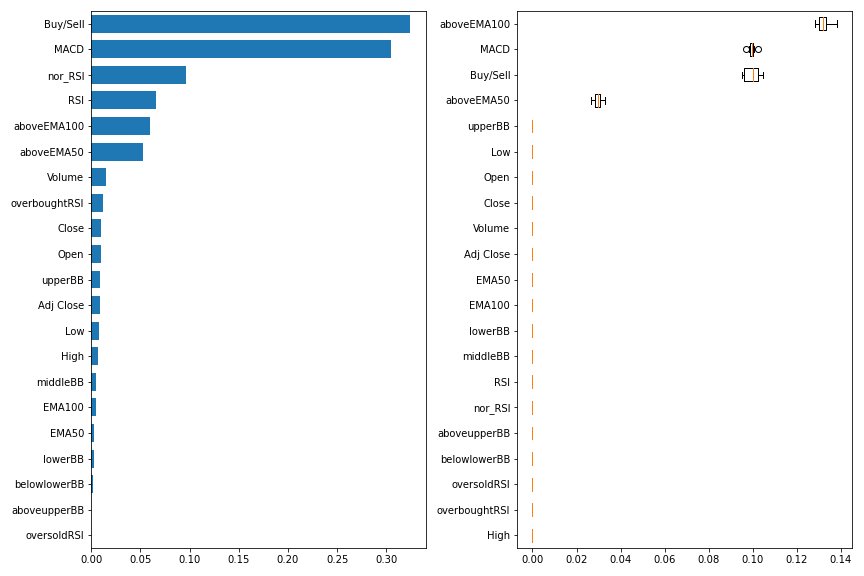 Buy/Sell
MACD
nor_RSI
RSI
aboveEMA100
aboveEMA50
Volume
overboughtRSI
Close
Open
upperBB
Adj Close
Low
High
middleBB
EMA100
EMA50
lowerBB
belowlowerBB
aboveupperBB
oversoldRSI
0.00 0.05 0.10 0.15 0.20 0.25 0.30
aboveEMA100
MACD
Buy/Sell
aboveEMA50
upperBB
Low
Open
Close
Volume
Adj Close
EMA50
EMA100
lowerBB
middleBB
RSI
nor_RSI
aboveupperBB
belowlowerBB
oversoldRSI
overboughtRSI
High
0.00 0.02 0.04 0.06 0.08 0.10 0.12 0.14